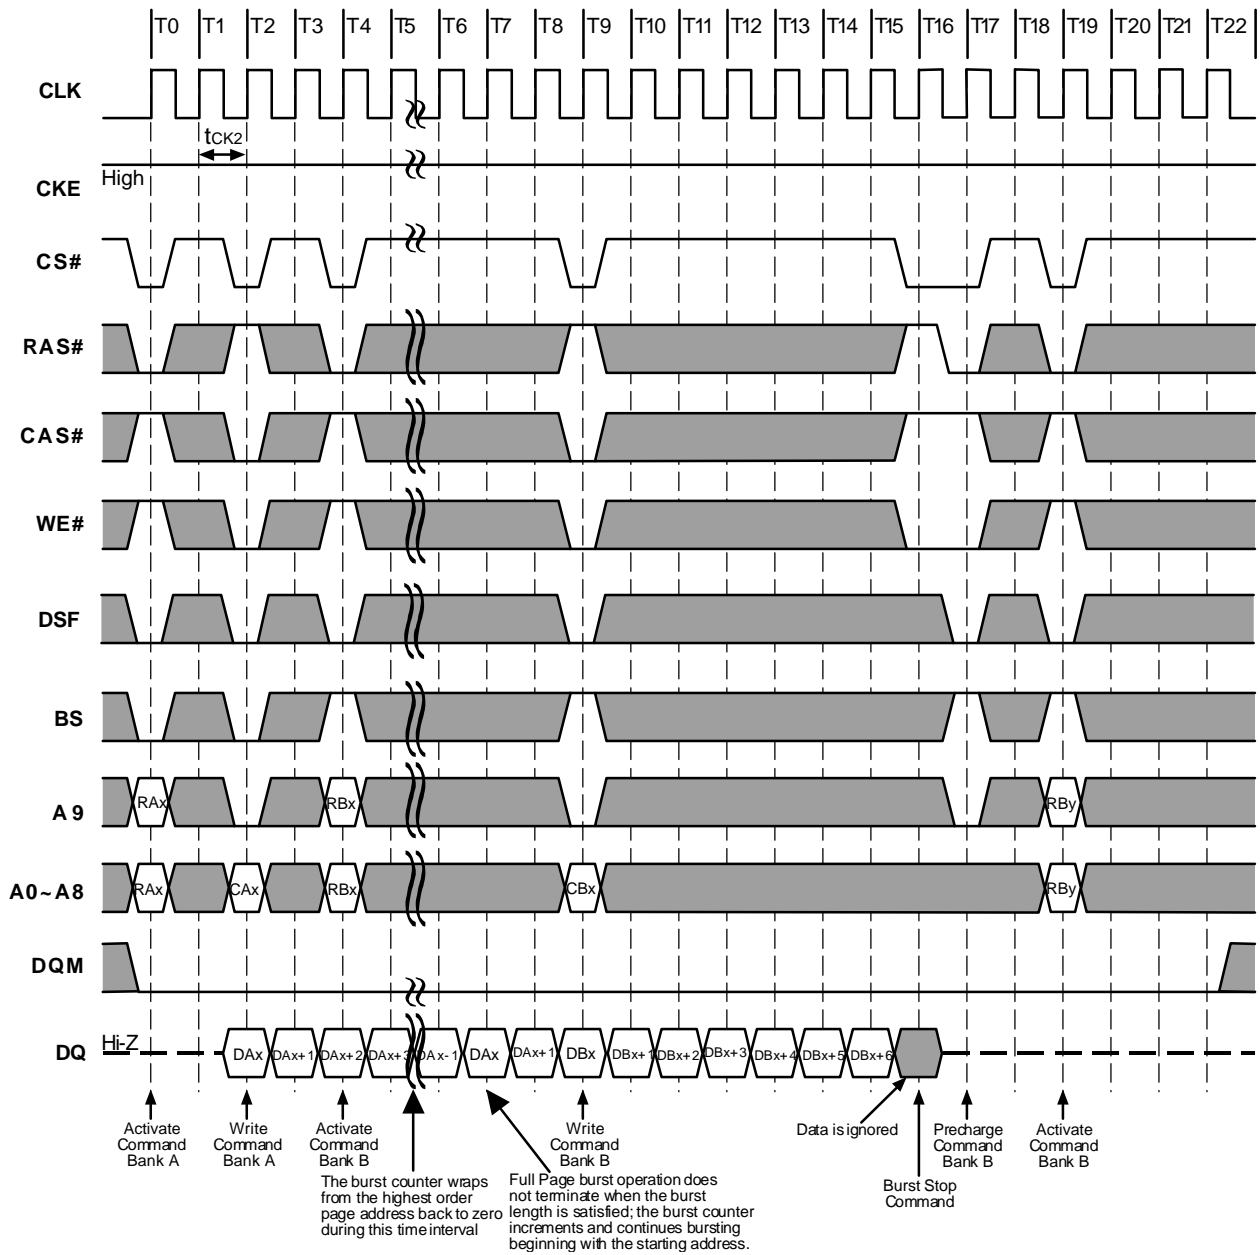 T0 T1 T2 T3 T4 T5 T6 T7 T8 T9 T10 T11 T12 T13 T14 T15 T16 T17 T18 T19 T20 T21 T22
CLK
tCK2
High
CKE
CS#
RAS#
CAS#
WE#
DSF
BS
A9
RAx RBx RBy
A0~A8
RAx CAx RBx CBx RBy
DQM
DQ
Hi-Z
DAx DAx+1 DAx+2 DAx+3 DAx-1 DAx DAx+1 DBx DBx+1 DBx+2 DBx+3 DBx+4 DBx+5 DBx+6
Activate
Command
Bank A
Write
Command
Bank A
Activate
Command
Bank B
The burst counter wraps
from the highest order
page address back to zero
during this time interval
Full Page burst operation does
not terminate when the burst
length is satisfied; the burst counter
increments and continues bursting
beginning with the starting address.
Write
Command
Bank B
Data is ignored
Burst Stop
Command
Precharge
Command
Bank B
Activate
Command
Bank B